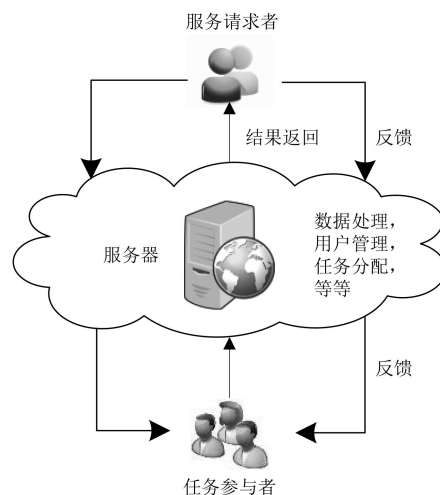 服务请求者
结果返回
反馈
服务器
数据处理，
用户管理，
任务分配，
等等
反馈
任务参与者